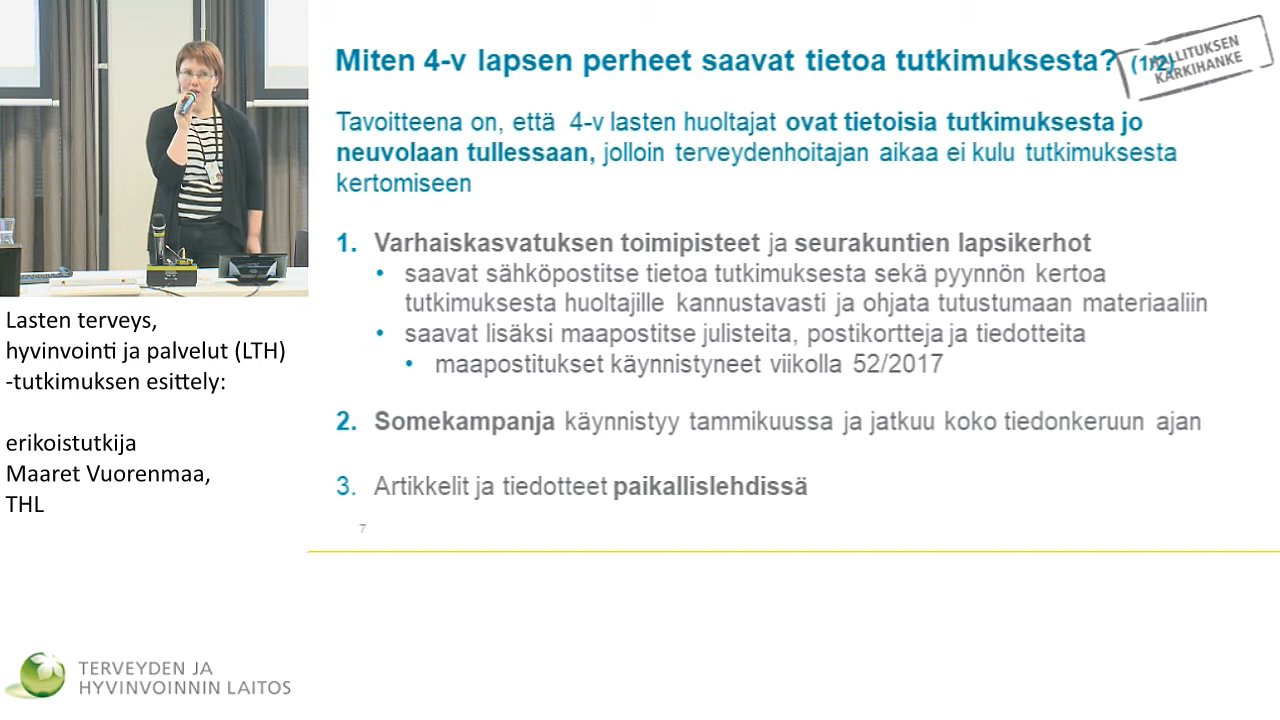 Miten 4-v lapsen perheet saavat tietoa tutkimuksesta? (1/2)
HALLITUKSEN
KÄRKIHANKE
Tavoitteena on, että 4-v lasten huoltajat ovat tietoisia tutkimuksesta jo
neuvolaan tullessaan, jolloin terveydenhoitajan aikaa ei kulu tutkimuksesta
kertomiseen
1. Varhaiskasvatuksen toimipisteet ja seurakuntien lapsikerhot
• saavat sähköpostitse tietoa tutkimuksesta sekä pyynnön kertoa
tutkimuksesta huoltajille kannustavasti ja ohjata tutustumaan materiaaliin
• saavat lisäksi maapostitse julisteita, postikortteja ja tiedotteita
• maapostitukset käynnistyneet viikolla 52/2017
2. Somekampanja käynnistyy tammikuussa ja jatkuu koko tiedonkeruun ajan
3. Artikkelit ja tiedotteet paikallislehdissä
7
Lasten terveys,
hyvinvointi ja palvelut (LTH)
-tutkimuksen esittely:
erikoistutkija
Maaret Vuorenmaa,
THL
TERVEYDEN JA
HYVINVOINNIN LAITOS